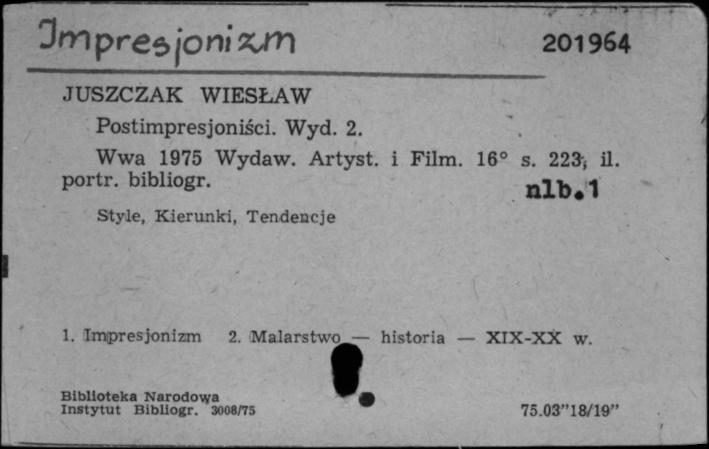 Impresjonizm 201964
JUSZCZAK WIESŁAW
Postimpresjoniści. Wyd. 2.
Wwa 1975 Wydaw. Artyst. i Film. 16° s. 223, il.
portr. bibliogr. nlb.1
Style, Kierunki, Tendencje
1. Impresjonizm 2. Malarstwo — historia — XIX-XX w.
Biblioteka Narodowa
Instytut Bibliogr. 3008/75 75.03"18/19"